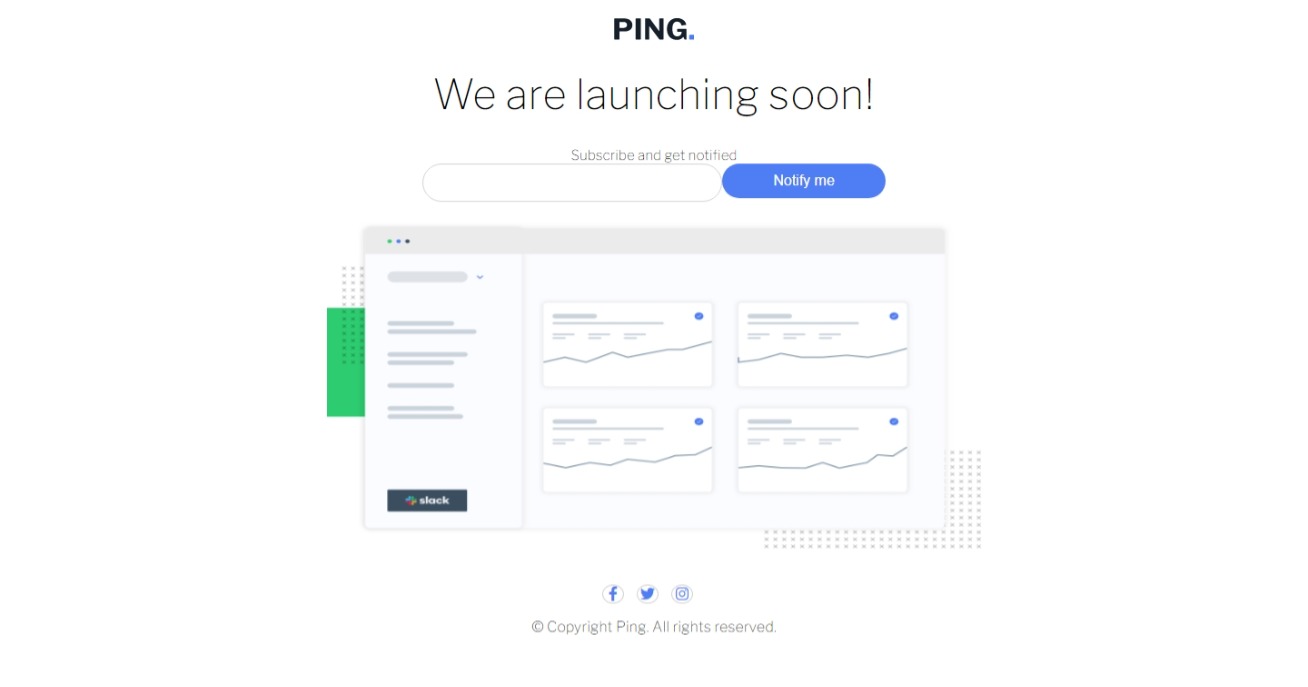 PING.
We are launching soon!
Subscribe and get notified
Notify me
slack
© Copyright Ping. All rights reserved.